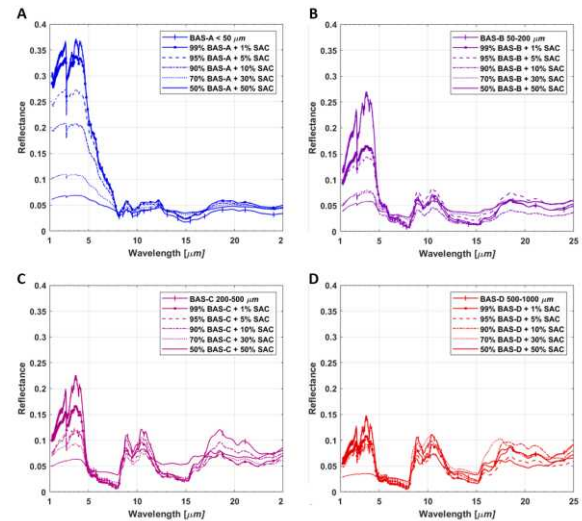 A
BAS-A < 50 μm
99% BAS-A + 1% SAC
95% BAS-A + 5% SAC
90% BAS-A + 10% SAC
70% BAS-A + 30% SAC
50% BAS-A + 50% SAC
0.4
0.35
0.3
0.25
0.2
0.15
0.1
0.05
0
Reflectance
1 5 10 15 20 2
Wavelength [μm]
B
BAS-B 50-200 μm
99% BAS-B + 1% SAC
95% BAS-B + 5% SAC
90% BAS-B + 10% SAC
70% BAS-B + 30% SAC
50% BAS-B + 50% SAC
0.4
0.35
0.3
0.25
0.2
0.15
0.1
0.05
0
Reflectance
1 5 10 15 20 25
Wavelength [μm]
C
BAS-C 200-500 μm
99% BAS-C + 1% SAC
95% BAS-C + 5% SAC
90% BAS-C + 10% SAC
70% BAS-C + 30% SAC
50% BAS-C + 50% SAC
0.4
0.35
0.3
0.25
0.2
0.15
0.1
0.05
0
Reflectance
1 5 10 15 20 25
Wavelength [μm]
D
BAS-D 500-1000 μm
99% BAS-D + 1% SAC
95% BAS-D + 5% SAC
90% BAS-D + 10% SAC
70% BAS-D + 30% SAC
50% BAS-D + 50% SAC
0.4
0.35
0.3
0.25
0.2
0.15
0.1
0.05
0
Reflectance
1 5 10 15 20 25
Wavelength [μm]